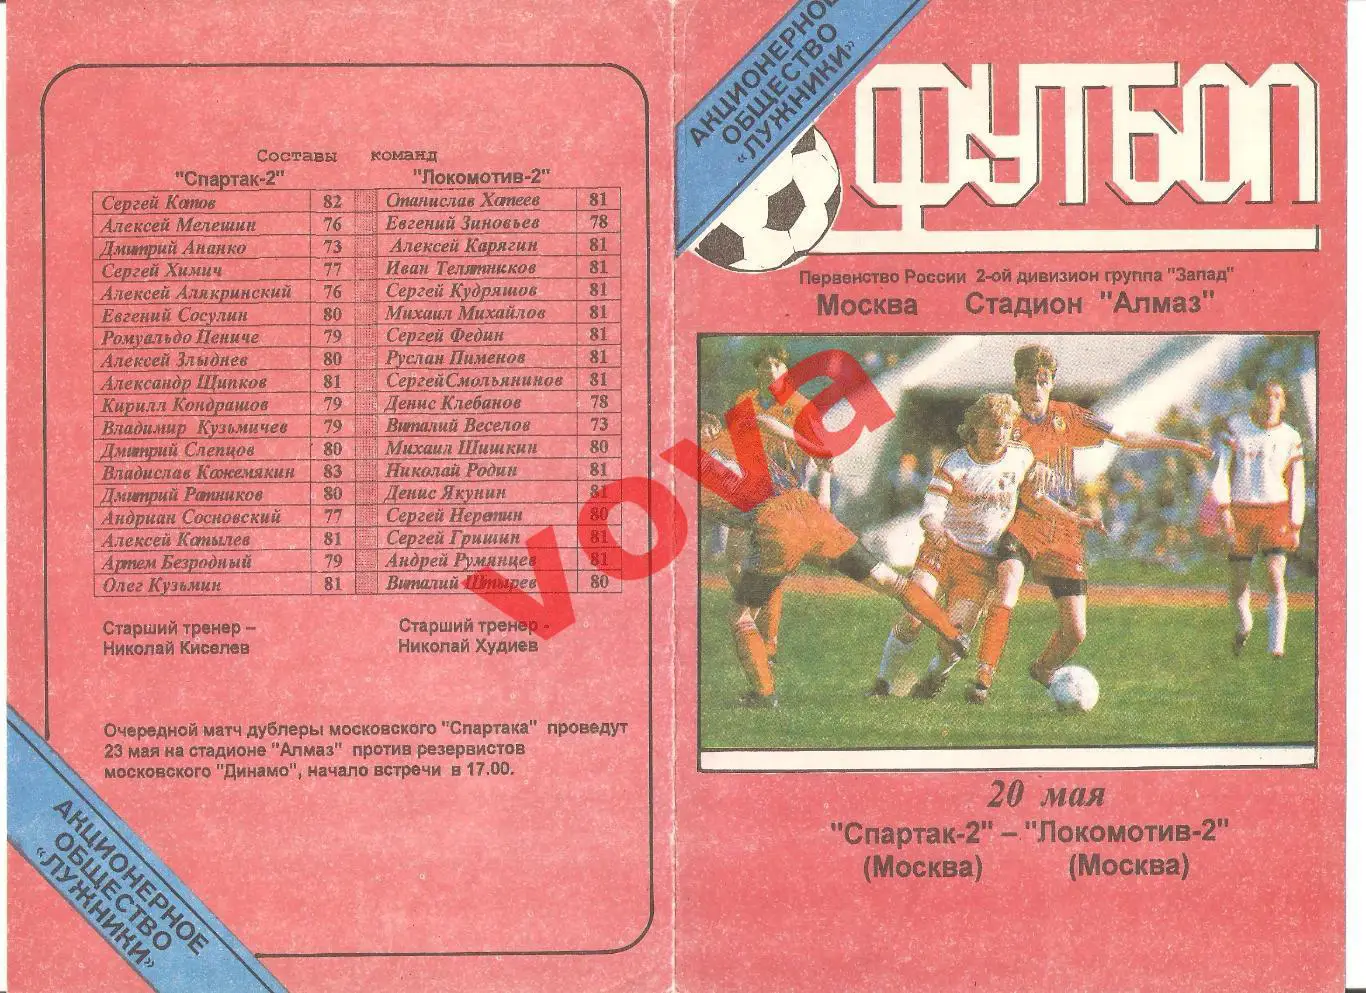 АКЦИОНЕРНОЕ
ОБЩЕСТВО
«ЛУЖНИКИ»
Составы команд
"Спартак-2" "Локомотив-2"
Сергей Котов 82 Станислав Хотеев 81
Алексей Мелешин 76 Евгений Зиновьев 78
Дмитрий Ананко 73 Алексей Карягин 81
Сергей Химич 77 Иван Телятников 81
Алексей Алякринский 76 Сергей Кудряшов 81
Евгений Сосулин 80 Михаил Михайлов 81
Ромуальдо Пениче 79 Сергей Федин 81
Алексей Злыднев 80 Руслан Пименов 81
Александр Щипков 81 Сергей Смольянинов 81
Кирилл Кондрашов 79 Денис Клебанов 78
Владимир Кузьмичев 79 Виталий Веселов 73
Дмитрий Слепцов 80 Михаил Шишкин 80
Владислав Кожемякин 83 Николай Родин 81
Дмитрий Ратников 80 Денис Якунин 81
Андриан Сосновский 77 Сергей Нерепин 80
Алексей Копылев 81 Сергей Гришин 81
Артем Безродный 79 Андрей Румянцев 81
Олег Кузьмин 81 Виталий Штырев 80
Старший тренер – Старший тренер -
Николай Киселев Николай Худиев
Очередной матч дублеры московского "Спартака" проведут
23 мая на стадионе "Алмаз" против резервистов
московского "Динамо", начало встречи в 17.00.
АКЦИОНЕРНОЕ
ОБЩЕСТВО
«ЛУЖНИКИ»
ФУТБОЛ
Первенство России 2-ой дивизион группа "Запад"
Москва Стадион "Алмаз"
20 мая
"Спартак-2" – "Локомотив-2"
(Москва) (Москва)
vova